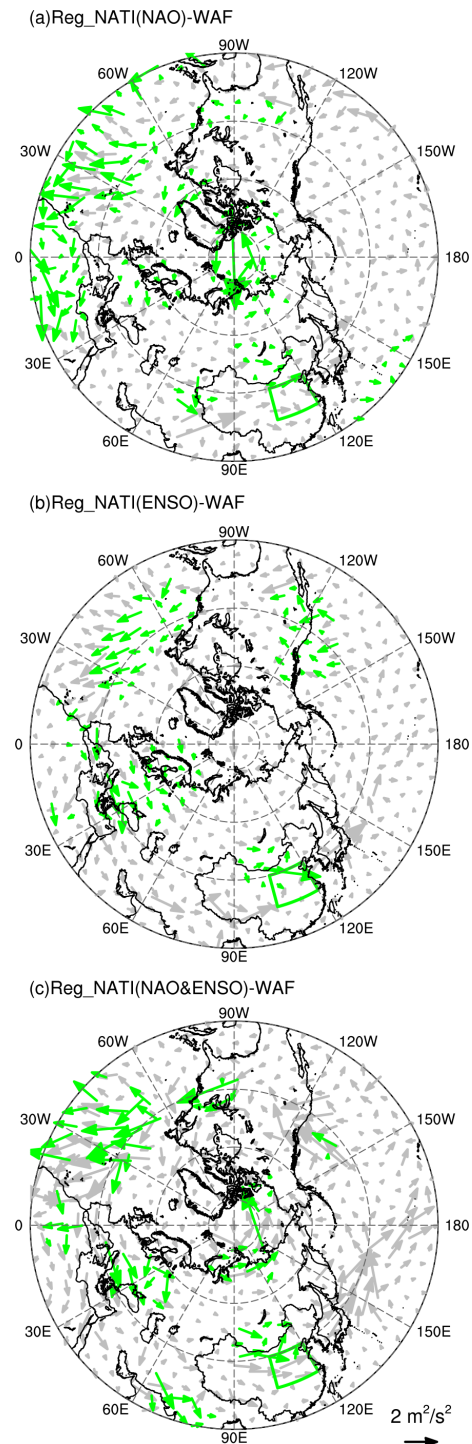 (a)Reg_NATI(NAO)-WAF
90W
60W
120W
30W
150W
0
180
30E
150E
60E
120E
90E
(b)Reg_NATI(ENSO)-WAF
90W
60W
120W
30W
150W
0
180
30E
150E
60E
120E
90E
(c)Reg_NATI(NAO&ENSO)-WAF
90W
60W
120W
30W
150W
0
180
30E
150E
60E
120E
90E
2 m²/s²